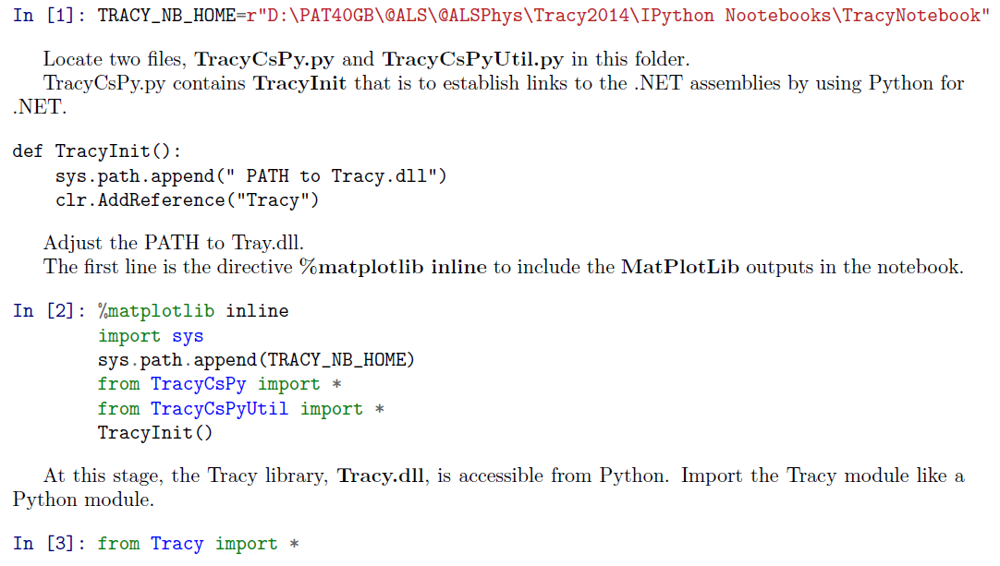 In [1]: TRACY_NB_HOME=r"D:\PAT40GB\@ALS\@ALSPhys\Tracy2014\IPython Nootebooks\TracyNotebook"
Locate two files, TracyCsPy.py and TracyCsPyUtil.py in this folder.
TracyCsPy.py contains TracyInit that is to establish links to the .NET assemblies by using Python for
.NET.
def TracyInit():
    sys.path.append(" PATH to Tracy.dll")
    clr.AddReference("Tracy")
Adjust the PATH to Tray.dll.
The first line is the directive %matplotlib inline to include the MatPlotLib outputs in the notebook.
In [2]: %matplotlib inline
        import sys
        sys.path.append(TRACY_NB_HOME)
        from TracyCsPy import *
        from TracyCsPyUtil import *
        TracyInit()
At this stage, the Tracy library, Tracy.dll, is accessible from Python. Import the Tracy module like a
Python module.
In [3]: from Tracy import *